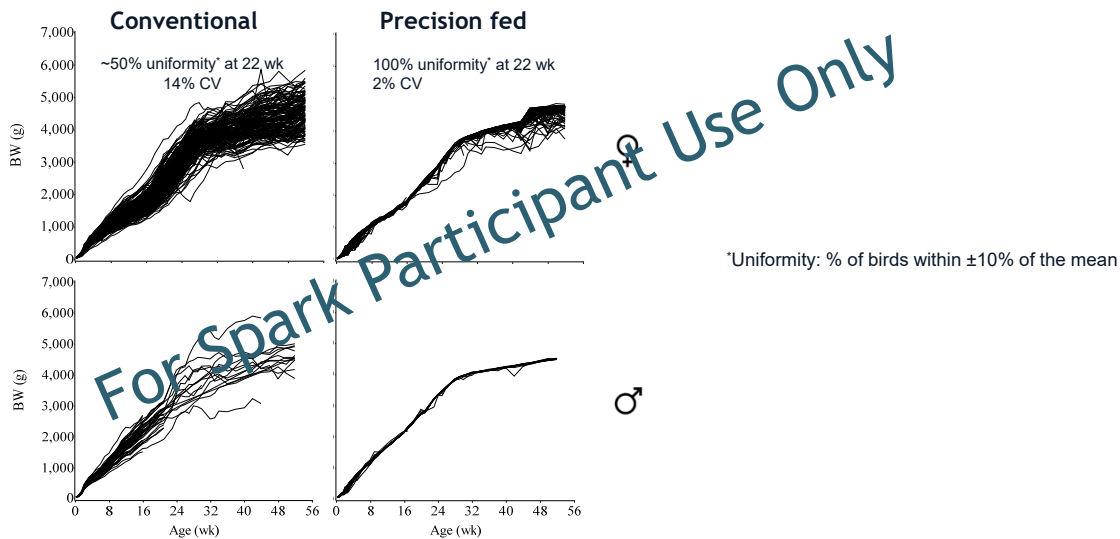 Conventional
Precision fed
~50% uniformity* at 22 wk
14% CV
100% uniformity* at 22 wk
2% CV
7,000
6,000
5,000
4,000
3,000
2,000
1,000
0
BW (g)
♀
*Uniformity: % of birds within ±10% of the mean
For Spark Participant Use Only
7,000
6,000
5,000
4,000
3,000
2,000
1,000
0
BW (g)
♂
0 8 16 24 32 40 48 56
0 8 16 24 32 40 48 56
Age (wk)
Age (wk)